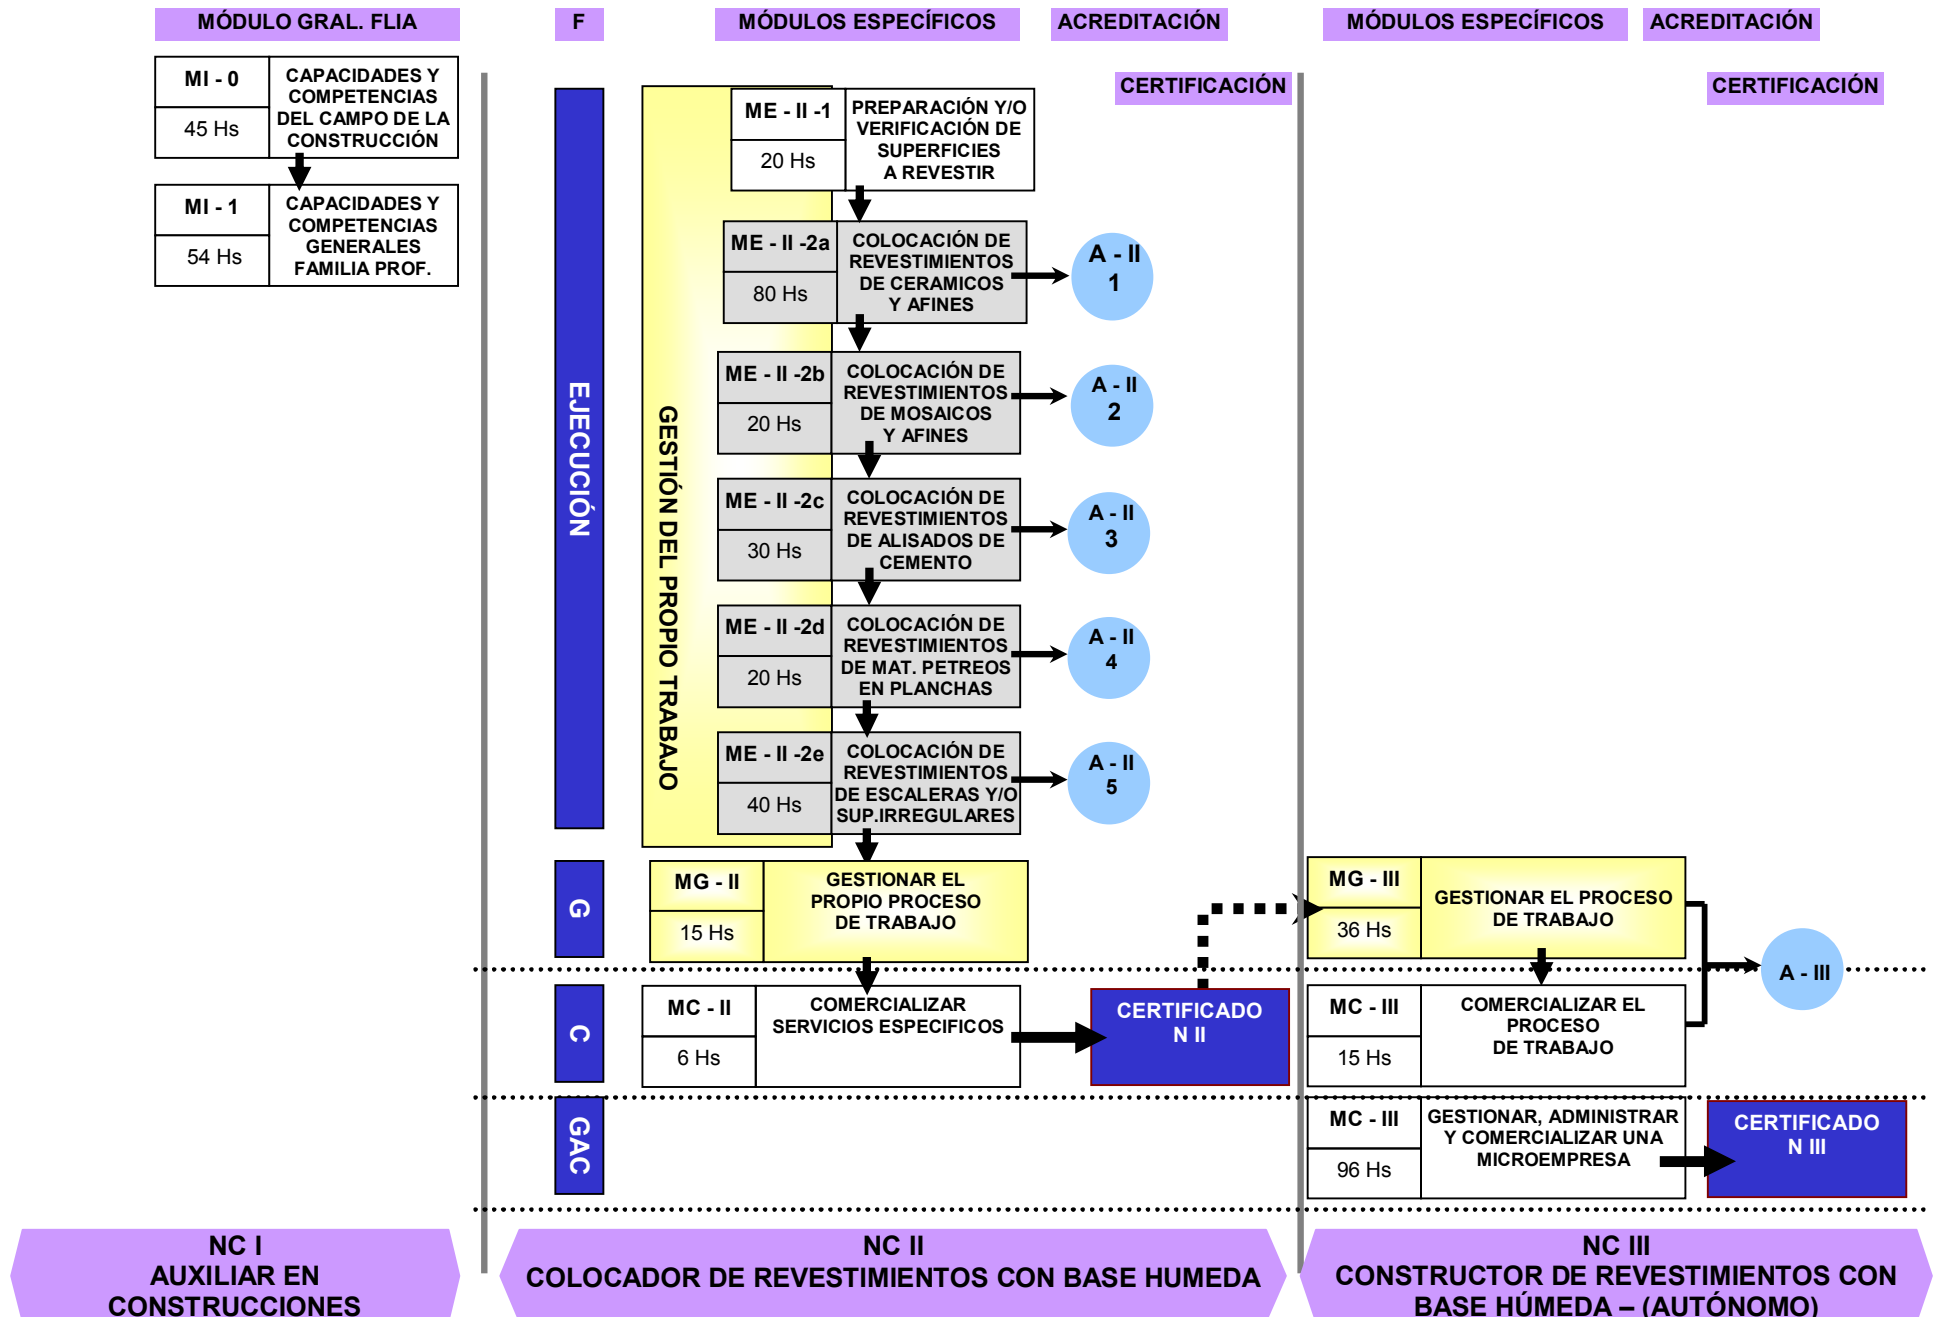 MÓDULO GRAL. FLIA
F
MÓDULOS ESPECÍFICOS
ACREDITACIÓN
MÓDULOS ESPECÍFICOS
ACREDITACIÓN
CERTIFICACIÓN
CERTIFICACIÓN
MI - 0
45 Hs
CAPACIDADES Y
COMPETENCIAS
DEL CAMPO DE LA
CONSTRUCCIÓN
MI - 1
54 Hs
CAPACIDADES Y
COMPETENCIAS
GENERALES
FAMILIA PROF.
EJECUCIÓN
GESTIÓN DEL PROPIO TRABAJO
ME - II -1
20 Hs
PREPARACIÓN Y/O
VERIFICACIÓN DE
SUPERFICIES
A REVESTIR
ME - II -2a
80 Hs
COLOCACIÓN DE
REVESTIMIENTOS
DE CERAMICOS
Y AFINES
A - II
1
ME - II -2b
20 Hs
COLOCACIÓN DE
REVESTIMIENTOS
DE MOSAICOS
Y AFINES
A - II
2
ME - II -2c
30 Hs
COLOCACIÓN DE
REVESTIMIENTOS
DE ALISADOS DE
CEMENTO
A - II
3
ME - II -2d
20 Hs
COLOCACIÓN DE
REVESTIMIENTOS
DE MAT. PETREOS
EN PLANCHAS
A - II
4
ME - II -2e
40 Hs
COLOCACIÓN DE
REVESTIMIENTOS
DE ESCALERAS Y/O
SUP.IRREGULARES
A - II
5
G
MG - II
15 Hs
GESTIONAR EL
PROPIO PROCESO
DE TRABAJO
MG - III
36 Hs
GESTIONAR EL PROCESO
DE TRABAJO
A - III
C
MC - II
6 Hs
COMERCIALIZAR
SERVICIOS ESPECIFICOS
CERTIFICADO
N II
MC - III
15 Hs
COMERCIALIZAR EL
PROCESO
DE TRABAJO
GAC
MC - III
96 Hs
GESTIONAR, ADMINISTRAR
Y COMERCIALIZAR UNA
MICROEMPRESA
CERTIFICADO
N III
NC I
AUXILIAR EN
CONSTRUCCIONES
NC II
COLOCADOR DE REVESTIMIENTOS CON BASE HUMEDA
NC III
CONSTRUCTOR DE REVESTIMIENTOS CON
BASE HÚMEDA – (AUTÓNOMO)